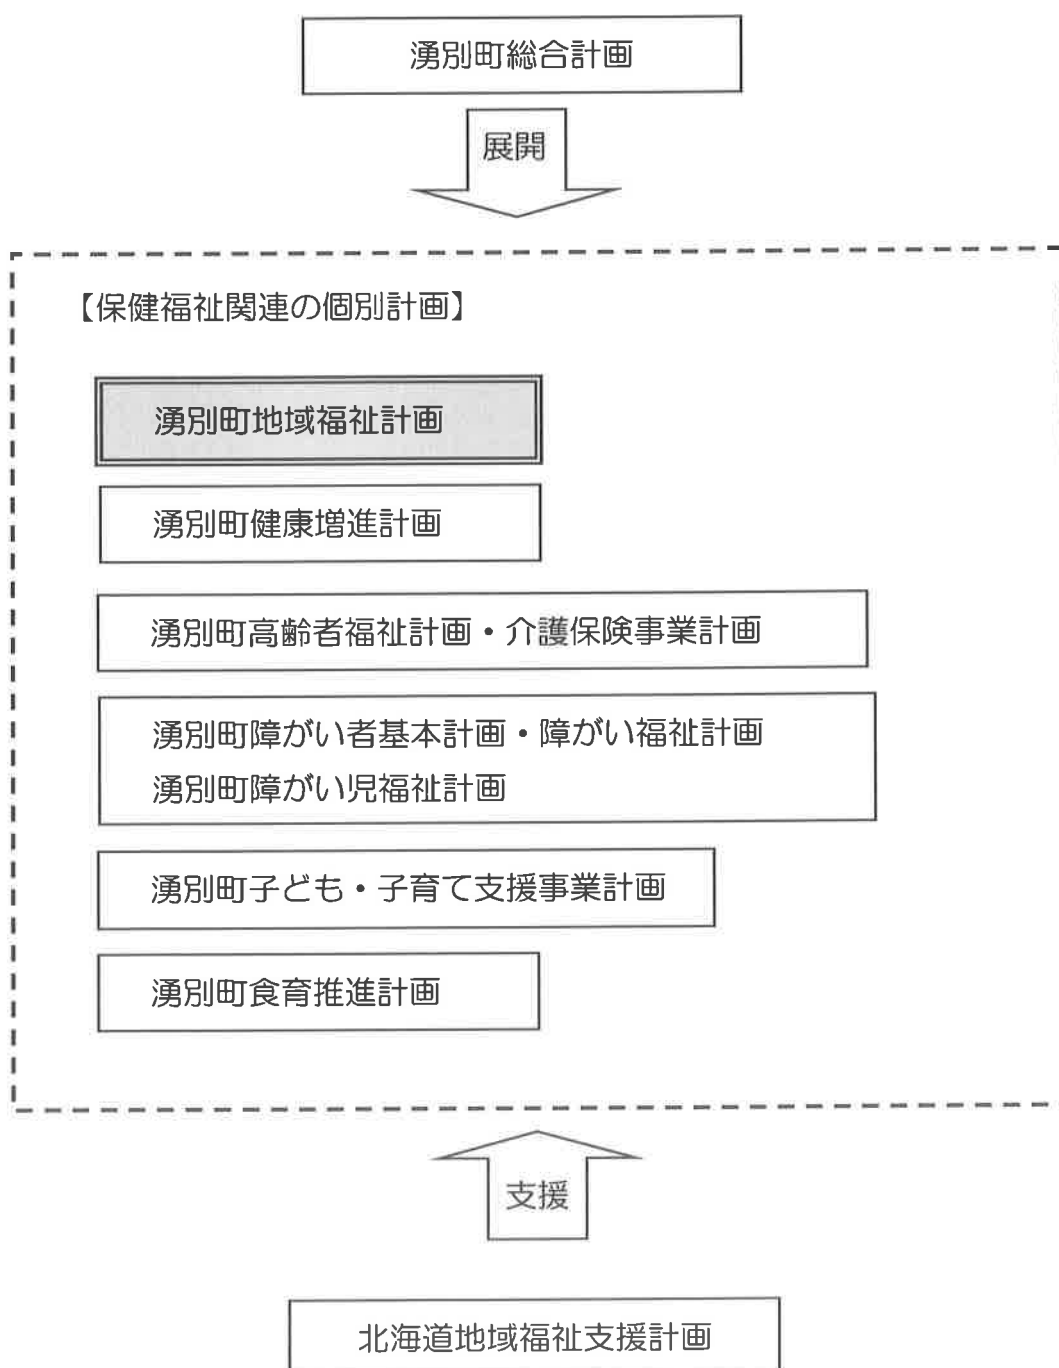 湧別町総合計画
展開
【保健福祉関連の個別計画】
湧別町地域福祉計画
湧別町健康増進計画
湧別町高齢者福祉計画・介護保険事業計画
湧別町障がい者基本計画・障がい福祉計画
湧別町障がい児福祉計画
湧別町子ども・子育て支援事業計画
湧別町食育推進計画
支援
北海道地域福祉支援計画